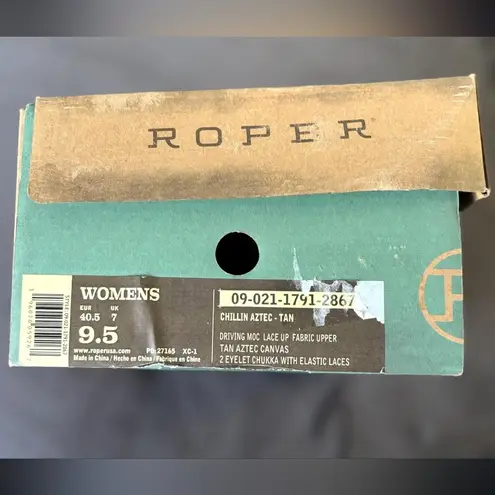 ROPER
WOMENS
EUR UK
40.5 7
9.5
www.roperusa.com PO: 27165 XC-1
Made in China / Hecho en China / Fabrique en Chine
09-021-1791-2867
CHILLIN AZTEC - TAN
DRIVING MOC LACE UP FABRIC UPPER
TAN AZTEC CANVAS
2 EYELET CHUKKA WITH ELASTIC LACES